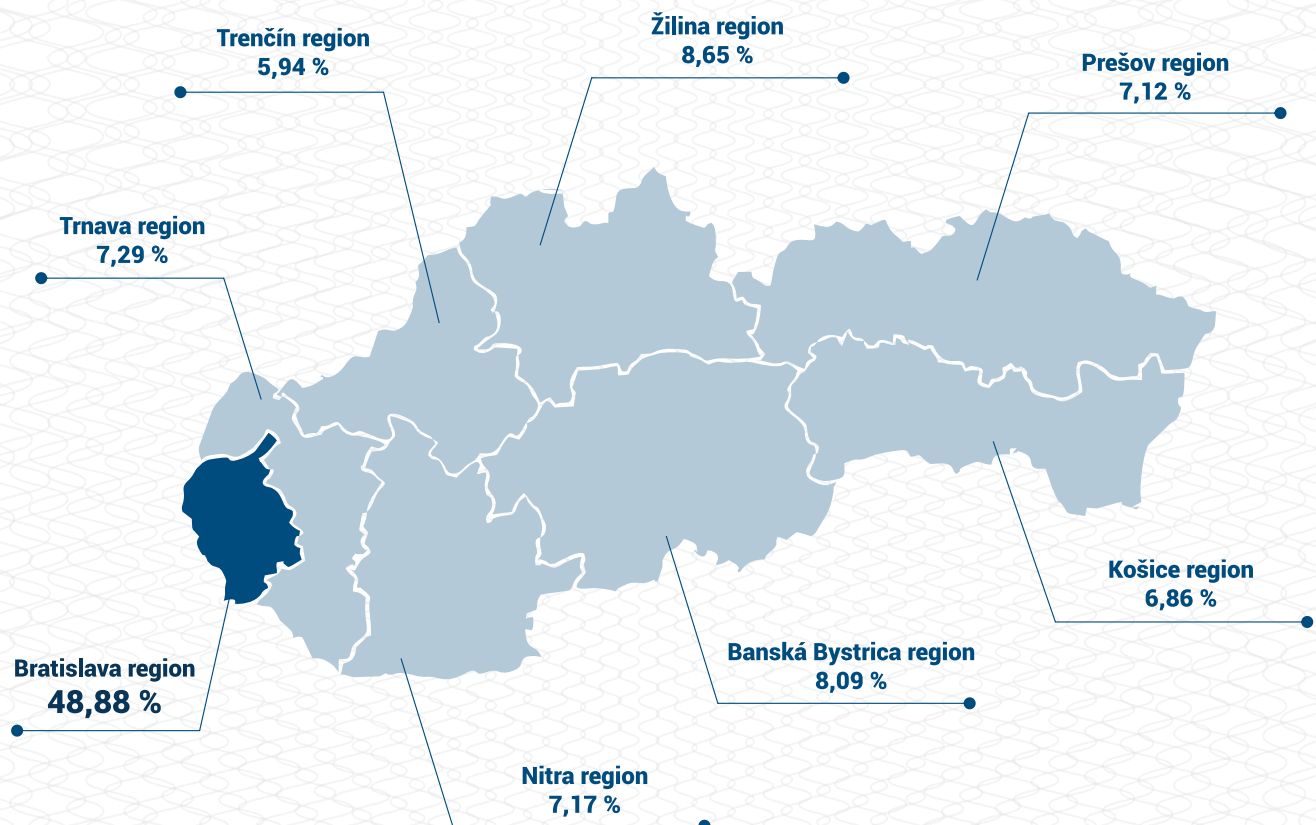 Žilina region
8,65 %
Trenčín region
5,94 %
Prešov region
7,12 %
Trnava region
7,29 %
Košice region
6,86 %
Banská Bystrica region
8,09 %
Bratislava region
48,88 %
Nitra region
7,17 %